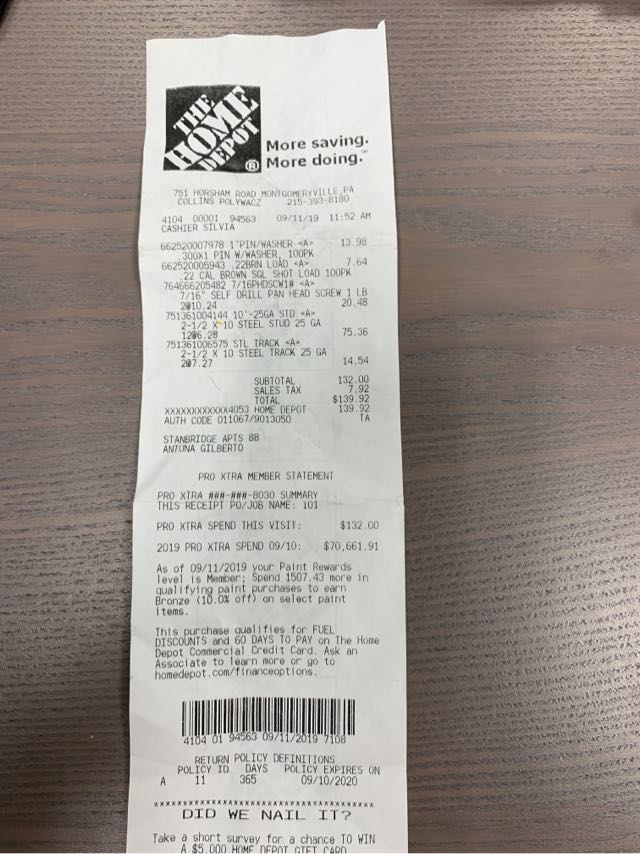 THE
HOME
DEPOT
®
More saving.
More doing.™
751 HORSHAM ROAD MONTGOMERYVILLE,PA
COLLINS POLYWACZ 215-393-8180
4104 00001 94563 09/11/19 11:52 AM
CASHIER SILVIA
662520007978 1"PIN/WASHER <A> 13.98
300X1 PIN W/WASHER, 100PK
662520005943 .22BRN LOAD <A> 7.64
.22 CAL BROWN SGL SHOT LOAD 100PK
764666205482 7/16PHDSCW1# <A>
7/16" SELF DRILL PAN HEAD SCREW 1 LB
2@10.24 20.48
751361004144 10'-25GA STD <A>
2-1/2 X 10 STEEL STUD 25 GA
12@6.28 75.36
751361006575 STL TRACK <A>
2-1/2 X 10 STEEL TRACK 25 GA
2@7.27 14.54
SUBTOTAL 132.00
SALES TAX 7.92
TOTAL $139.92
XXXXXXXXXXXX4053 HOME DEPOT 139.92
AUTH CODE 011067/9013050 TA
STANBRIDGE APTS 88
ANTUNA GILBERTO
PRO XTRA MEMBER STATEMENT
PRO XTRA ###-###-8030 SUMMARY
THIS RECEIPT PO/JOB NAME: 101
PRO XTRA SPEND THIS VISIT: $132.00
2019 PRO XTRA SPEND 09/10: $70,661.91
As of 09/11/2019 your Paint Rewards
level is Member; Spend 1507.43 more in
qualifying paint purchases to earn
Bronze (10.0% off) on select paint
items.
This purchase qualifies for FUEL
DISCOUNTS and 60 DAYS TO PAY on The Home
Depot Commercial Credit Card. Ask an
Associate to learn more or go to
homedepot.com/financeoptions.
4104 01 94563 09/11/2019 7108
RETURN POLICY DEFINITIONS
POLICY ID DAYS POLICY EXPIRES ON
A 11 365 09/10/2020
**************************************
DID WE NAIL IT?
Take a short survey for a chance TO WIN
A $5,000 HOME DEPOT GIFT CARD